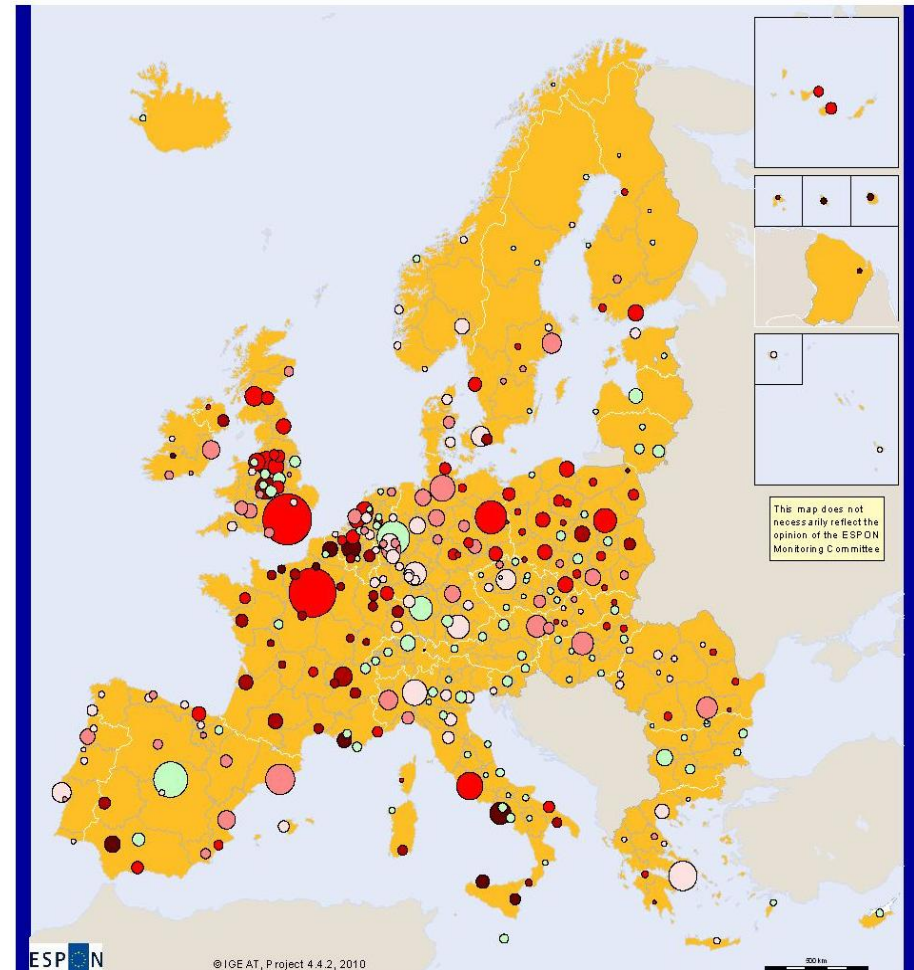 This map does not
necessarily reflect the
opinion of the ESPON
Monitoring Committee
500 km
ESPON
© IGEAT, Project 4.4.2, 2010